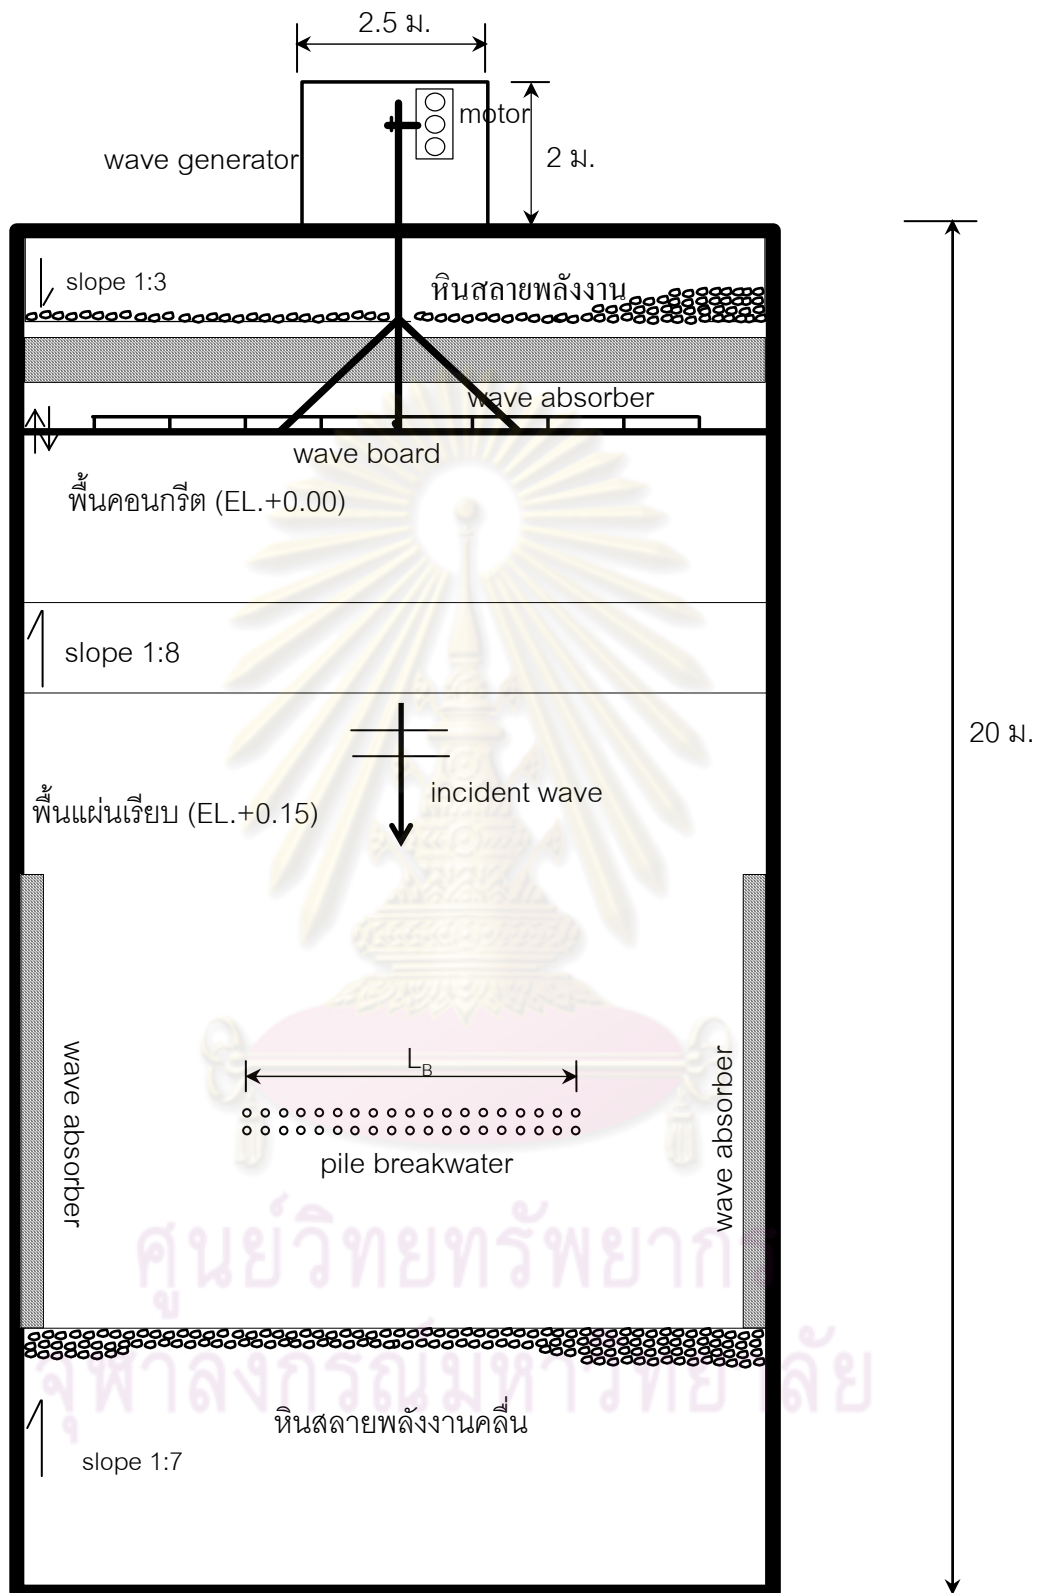 2.5 ม.
motor
wave generator
2 ม.
slope 1:3
หินสลายพลังงาน
wave absorber
wave board
พื้นคอนกรีต (EL.+0.00)
slope 1:8
20 ม.
incident wave
พื้นแผ่นเรียบ (EL.+0.15)
wave absorber
L_B
wave absorber
pile breakwater
ศูนย์วิทยทรัพยากร
จุฬาลงกรณ์มหาวิทยาลัย
หินสลายพลังงานคลื่น
slope 1:7